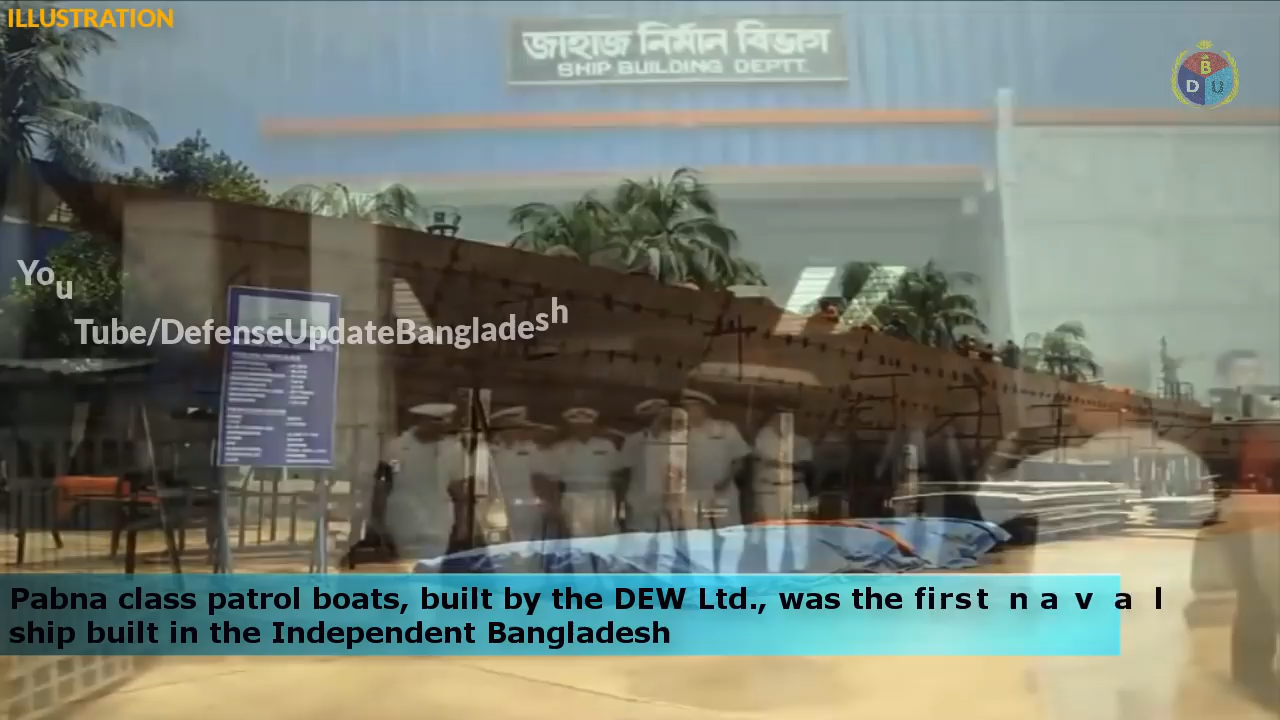 ILLUSTRATION
জাহাজ নির্মান বিভাগ
SHIP BUILDING DEPTT.
B
D U
You
Tube/DefenseUpdateBangladesh
Pabna class patrol boats, built by the DEW Ltd., was the first n a v a l
ship built in the Independent Bangladesh